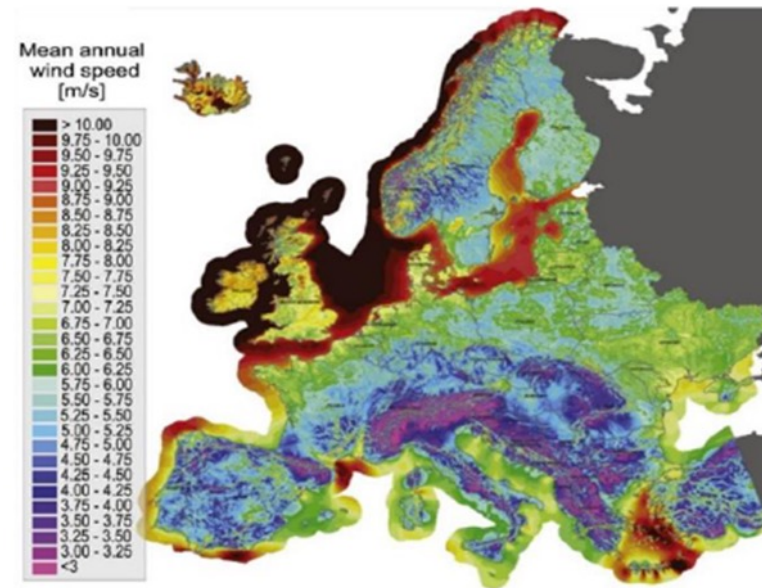 Mean annual
wind speed
[m/s]
> 10.00
9.75 - 10.00
9.50 - 9.75
9.25 - 9.50
9.00 - 9.25
8.75 - 9.00
8.50 - 8.75
8.25 - 8.50
8.00 - 8.25
7.75 - 8.00
7.50 - 7.75
7.25 - 7.50
7.00 - 7.25
6.75 - 7.00
6.50 - 6.75
6.25 - 6.50
6.00 - 6.25
5.75 - 6.00
5.50 - 5.75
5.25 - 5.50
5.00 - 5.25
4.75 - 5.00
4.50 - 4.75
4.25 - 4.50
4.00 - 4.25
3.75 - 4.00
3.50 - 3.75
3.25 - 3.50
3.00 - 3.25
<3